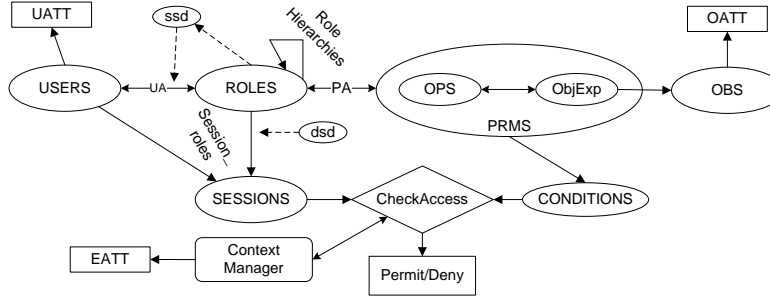 UATT
ssd
Role
Hierarchies
OATT
USERS
UA
ROLES
PA
OPS
ObjExp
OBS
PRMS
Session_
roles
dsd
SESSIONS
CheckAccess
CONDITIONS
EATT
Context
Manager
Permit/Deny